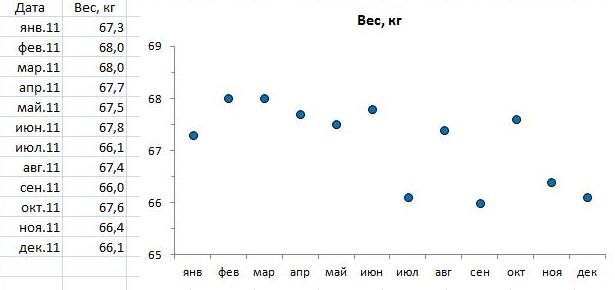 Дата Вес, кг
янв.11 67,3
фев.11 68,0
мар.11 68,0
апр.11 67,7
май.11 67,5
июн.11 67,8
июл.11 66,1
авг.11 67,4
сен.11 66,0
окт.11 67,6
ноя.11 66,4
дек.11 66,1
Вес, кг
69
68
67
66
65
янв фев мар апр май июн июл авг сен окт ноя дек